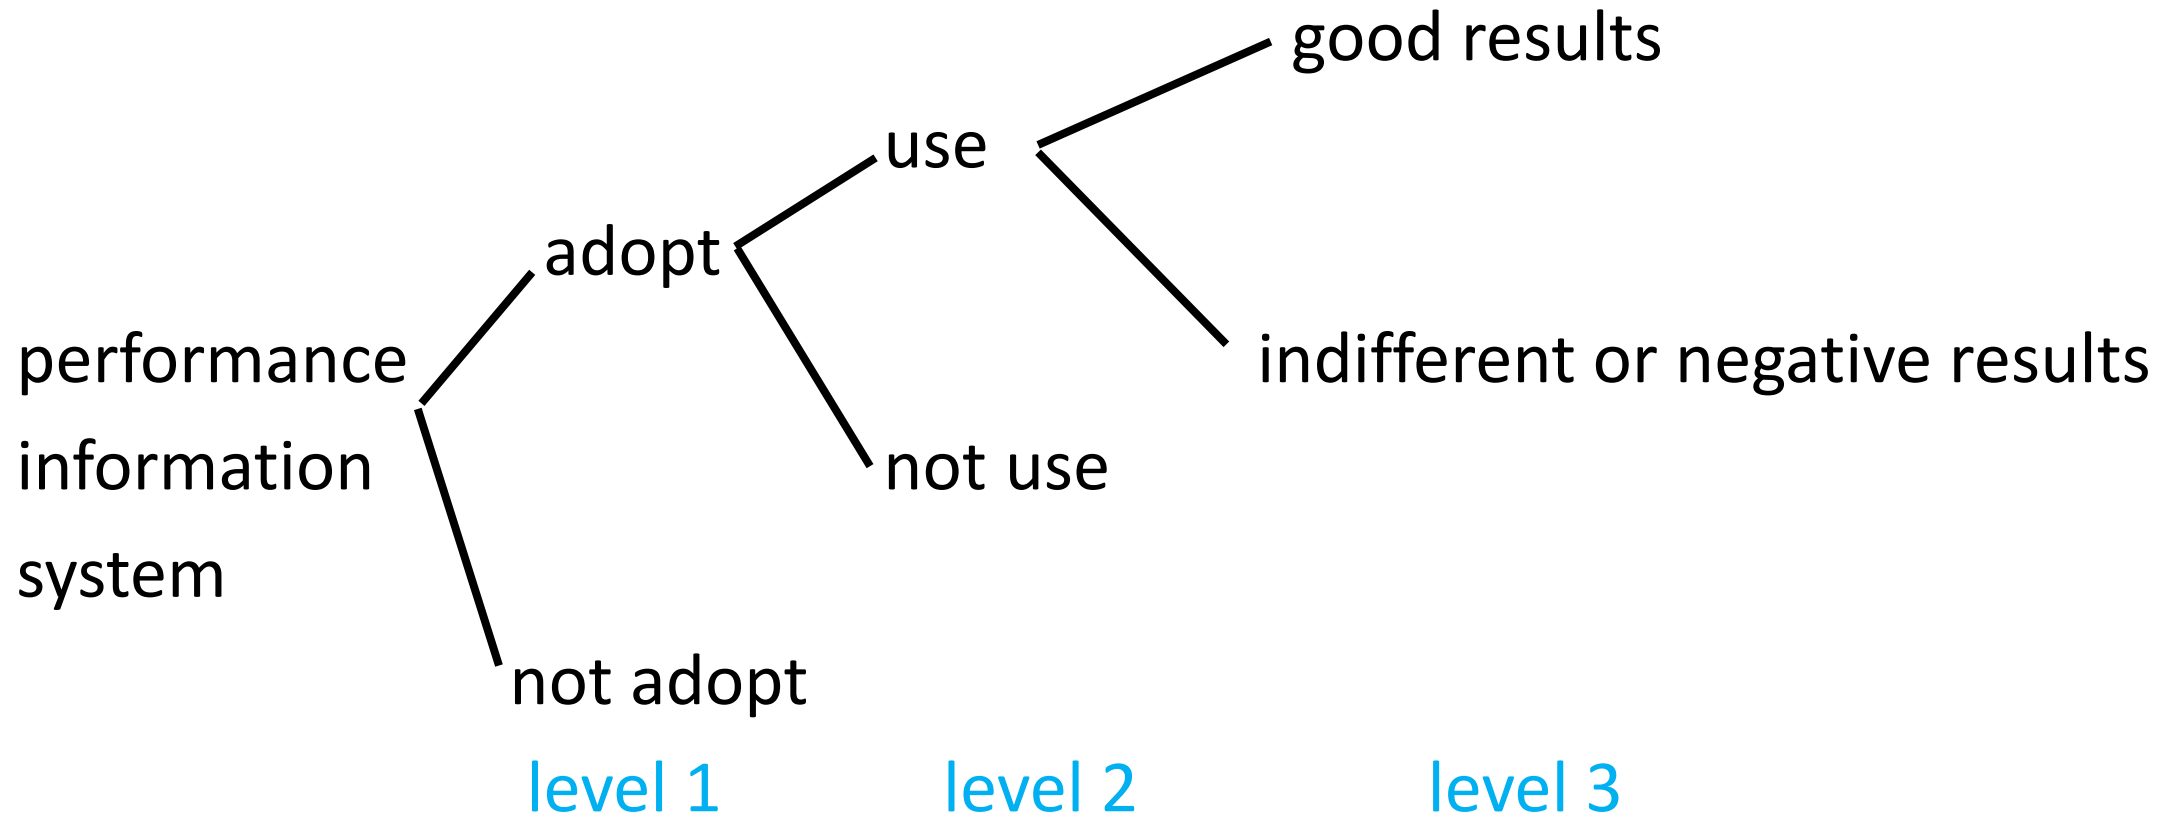 good results
use
adopt
performance
indifferent or negative results
information
not use
system
not adopt
level 1
level 2
level 3